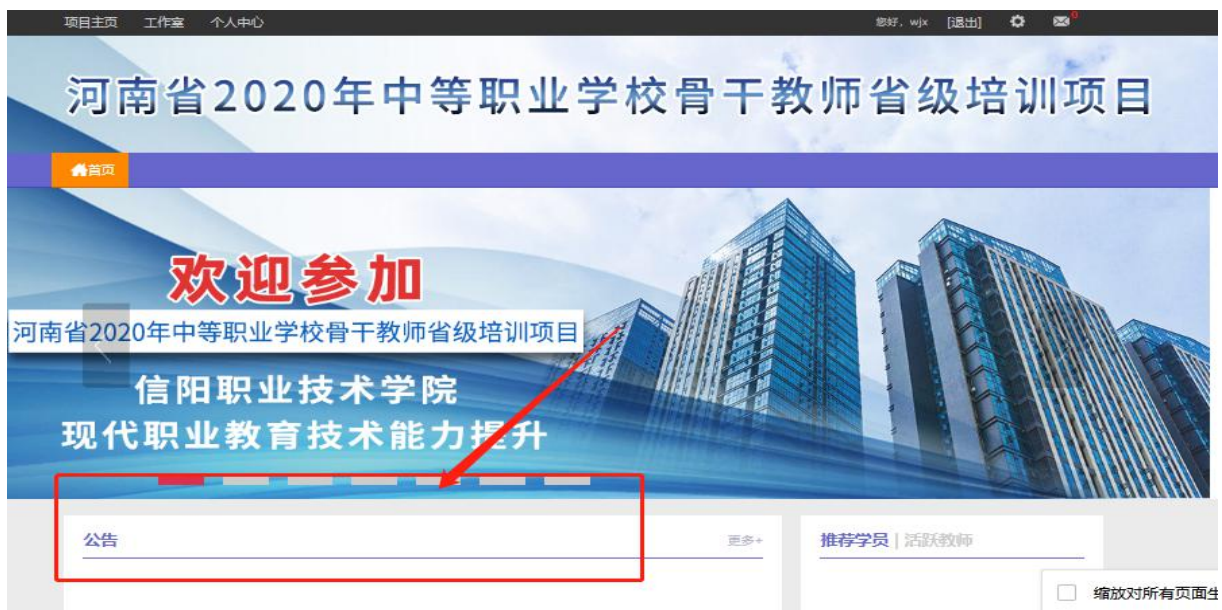 项目主页 工作室 个人中心 您好，wjx [退出] 0
河南省2020年中等职业学校骨干教师省级培训项目
首页
欢迎参加
河南省2020年中等职业学校骨干教师省级培训项目
信阳职业技术学院
现代职业教育技术能力提升
公告 更多+ 推荐学员 | 活跃教师
缩放对所有页面生